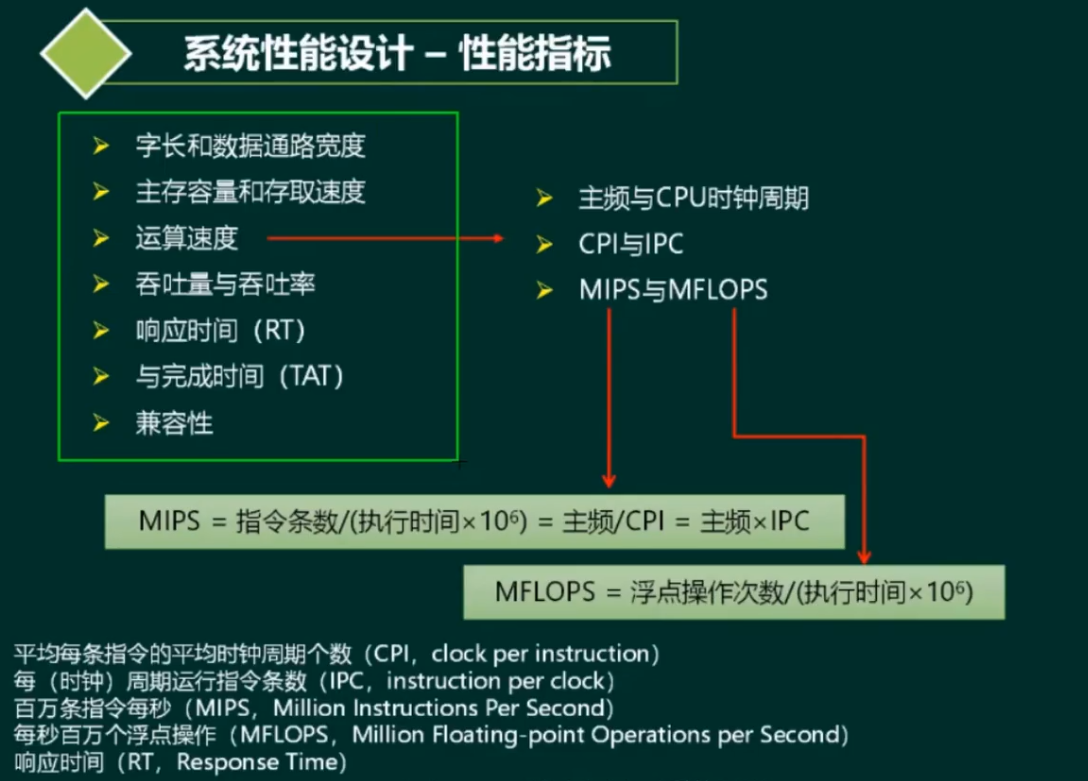 系统性能设计 – 性能指标
字长和数据通路宽度
主存容量和存取速度
运算速度
吞吐量与吞吐率
响应时间（RT）
与完成时间（TAT）
兼容性
主频与CPU时钟周期
CPI与IPC
MIPS与MFLOPS
MIPS = 指令条数/(执行时间×10⁶) = 主频/CPI = 主频×IPC
MFLOPS = 浮点操作次数/(执行时间×10⁶)
平均每条指令的平均时钟周期个数（CPI，clock per instruction）
每（时钟）周期运行指令条数（IPC，instruction per clock）
百万条指令每秒（MIPS，Million Instructions Per Second）
每秒百万个浮点操作（MFLOPS，Million Floating-point Operations per Second）
响应时间（RT，Response Time）